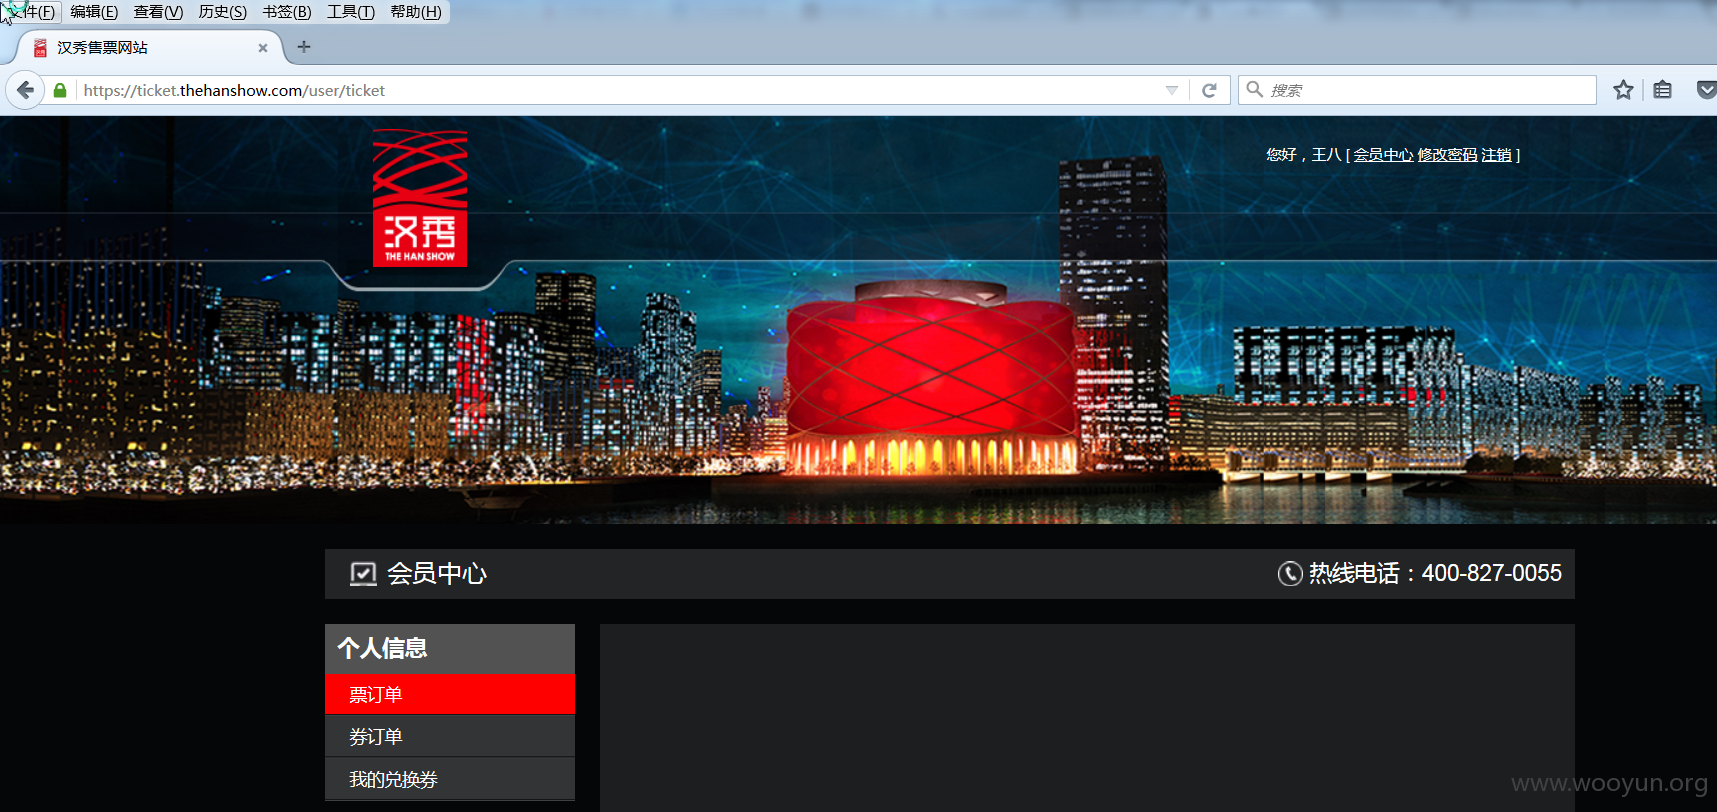 文件(F) 编辑(E) 查看(V) 历史(S) 书签(B) 工具(T) 帮助(H)
汉秀售票网站
https://ticket.thehanshow.com/user/ticket
搜索
您好，王八 [ 会员中心 修改密码 注销 ]
汉秀
THE HAN SHOW
会员中心
热线电话：400-827-0055
个人信息
票订单
券订单
我的兑换券
www.wooyun.org